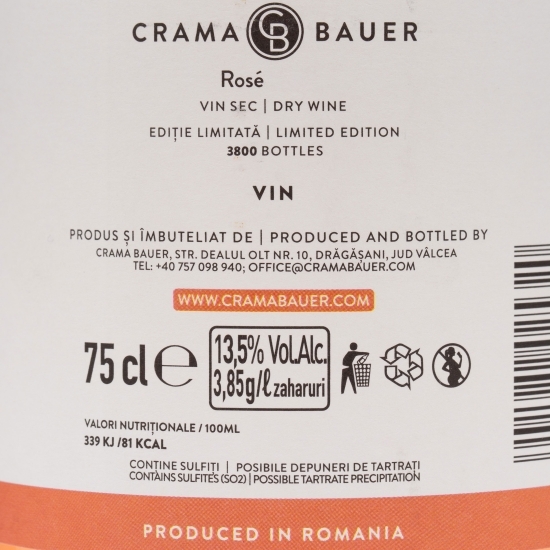 CRAMA CB BAUER
Rosé
VIN SEC | DRY WINE
EDIȚIE LIMITATĂ | LIMITED EDITION
3800 BOTTLES
VIN
PRODUS ȘI ÎMBUTELIAT DE | PRODUCED AND BOTTLED BY
CRAMA BAUER, STR. DEALUL OLT NR. 10, DRĂGĂȘANI, JUD VÂLCEA
TEL: +40 757 098 940; OFFICE@CRAMABAUER.COM
WWW.CRAMABAUER.COM
75 cl e 13,5% Vol.Alc.
3,85g/l zaharuri
VALORI NUTRIȚIONALE / 100ML
339 KJ /81 KCAL
CONȚINE SULFIȚI | POSIBILE DEPUNERI DE TARTRAȚI
CONTAINS SULFITES (SO2) | POSSIBLE TARTRATE PRECIPITATION
PRODUCED IN ROMANIA